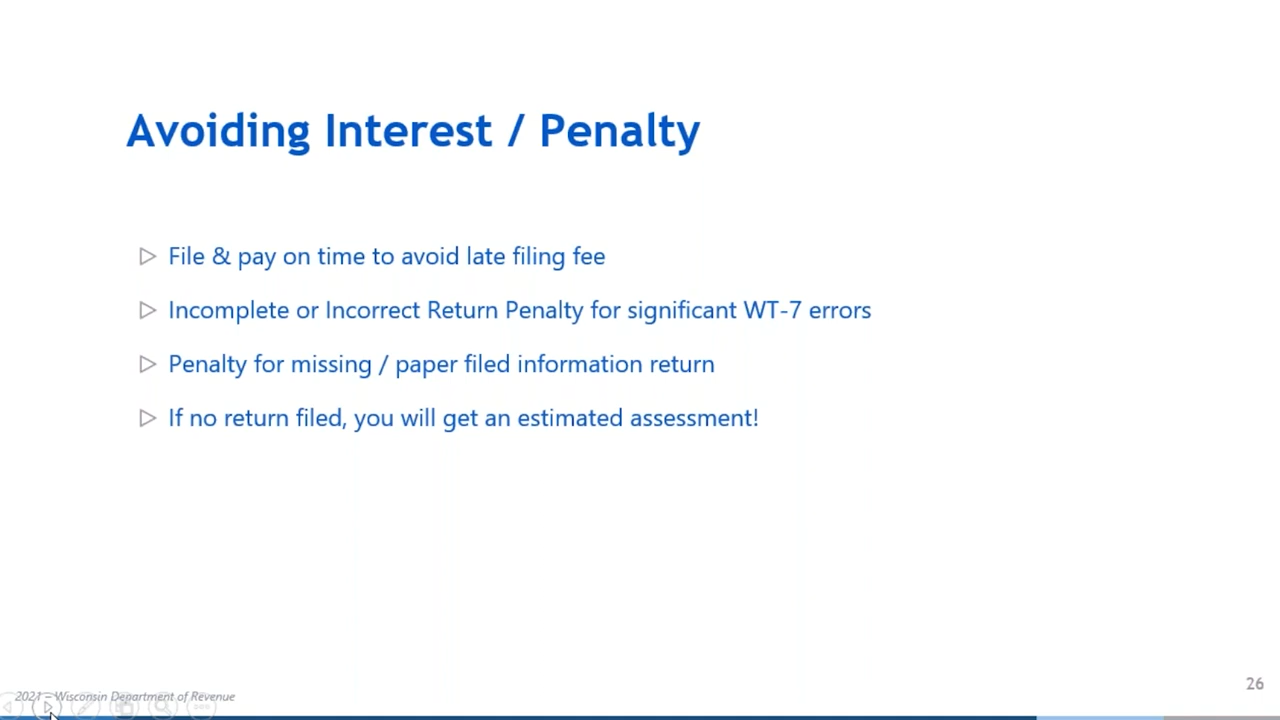 Avoiding Interest / Penalty
File & pay on time to avoid late filing fee
Incomplete or Incorrect Return Penalty for significant WT-7 errors
Penalty for missing / paper filed information return
If no return filed, you will get an estimated assessment!
2021 – Wisconsin Department of Revenue
26